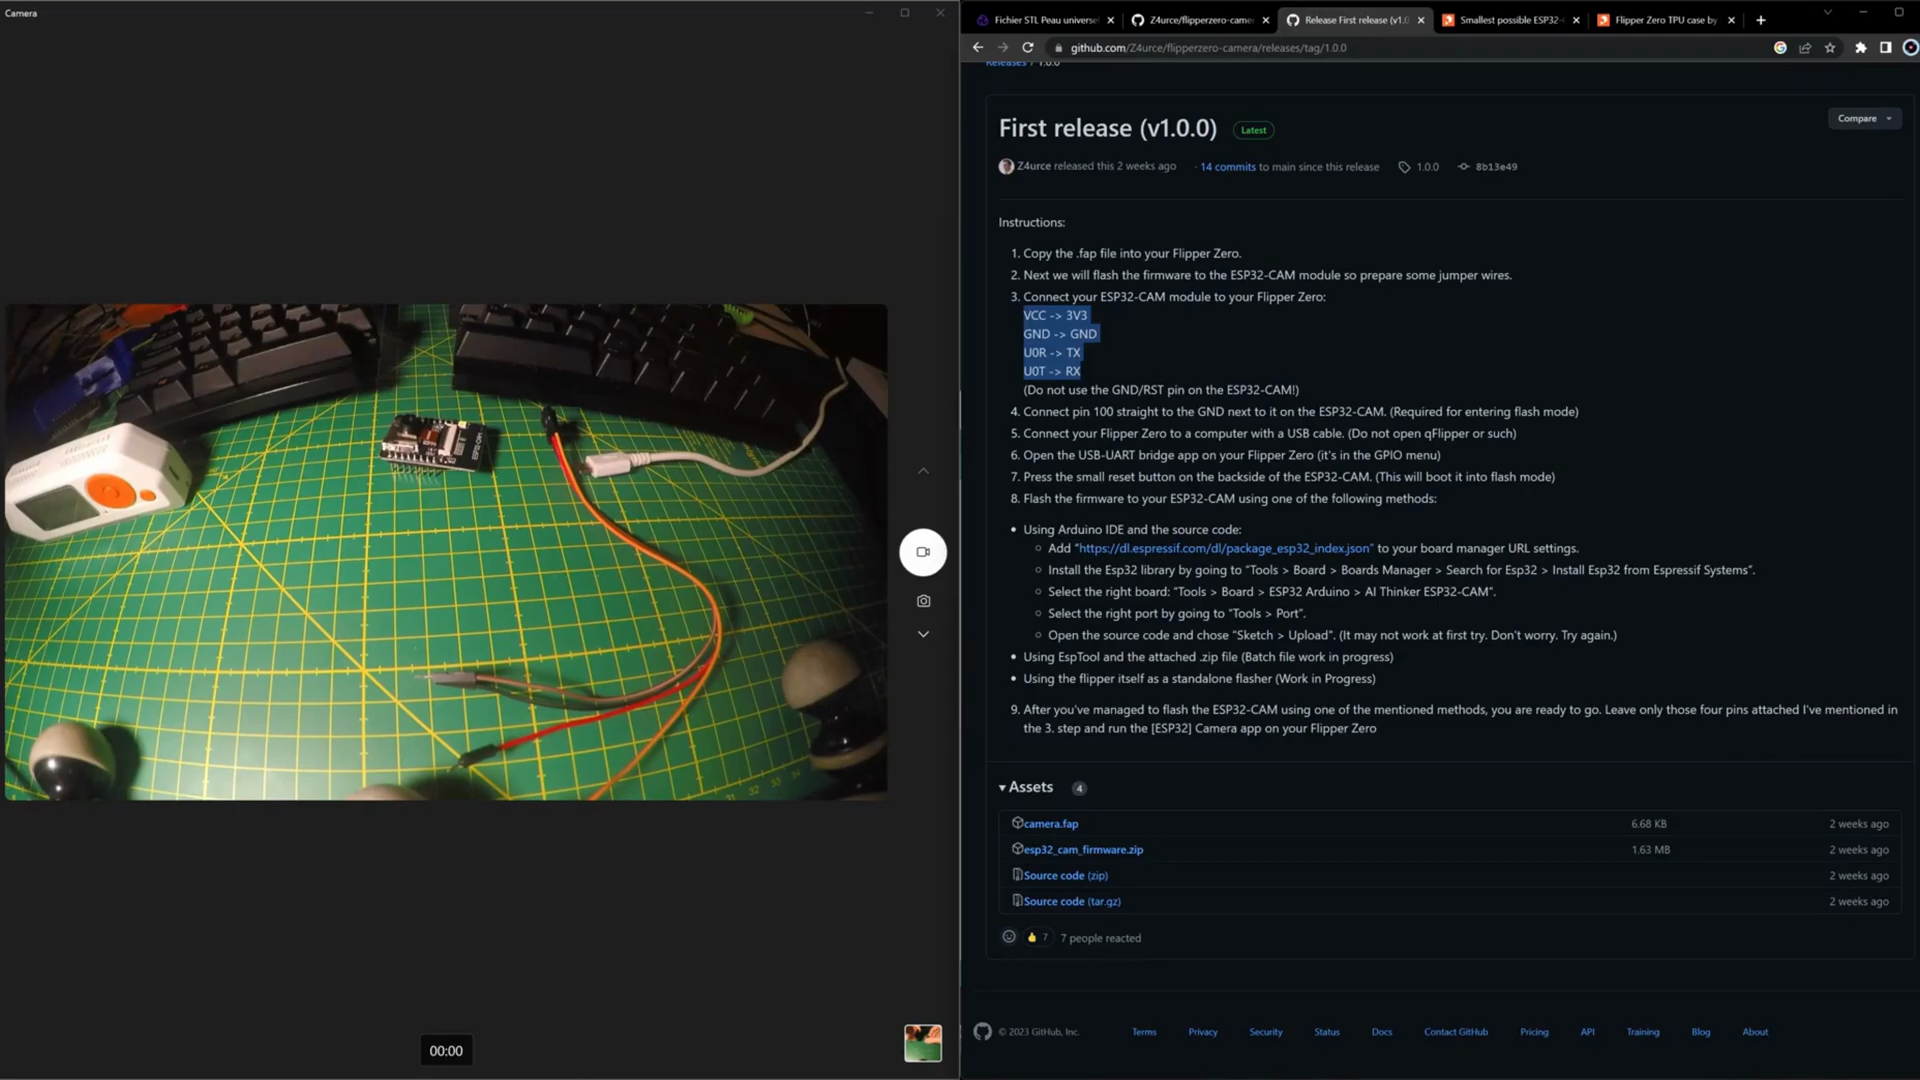 Camera
Fichier STL Peau universel
Z4urce/flipperzero-came
Release First release (v1.0
Smallest possible ESP32-
Flipper Zero TPU case by
github.com/Z4urce/flipperzero-camera/releases/tag/1.0.0
Releases / 1.0.0
First release (v1.0.0)
Latest
Compare
Z4urce released this 2 weeks ago · 14 commits to main since this release 1.0.0 8b13e49
Instructions:
1. Copy the .fap file into your Flipper Zero.
2. Next we will flash the firmware to the ESP32-CAM module so prepare some jumper wires.
3. Connect your ESP32-CAM module to your Flipper Zero:
VCC -> 3V3
GND -> GND
U0R -> TX
U0T -> RX
(Do not use the GND/RST pin on the ESP32-CAM!)
4. Connect pin 100 straight to the GND next to it on the ESP32-CAM. (Required for entering flash mode)
5. Connect your Flipper Zero to a computer with a USB cable. (Do not open qFlipper or such)
6. Open the USB-UART bridge app on your Flipper Zero (it's in the GPIO menu)
7. Press the small reset button on the backside of the ESP32-CAM. (This will boot it into flash mode)
8. Flash the firmware to your ESP32-CAM using one of the following methods:
• Using Arduino IDE and the source code:
○ Add “https://dl.espressif.com/dl/package_esp32_index.json” to your board manager URL settings.
○ Install the Esp32 library by going to “Tools > Board > Boards Manager > Search for Esp32 > Install Esp32 from Espressif Systems”.
○ Select the right board: “Tools > Board > ESP32 Arduino > AI Thinker ESP32-CAM”.
○ Select the right port by going to “Tools > Port”.
○ Open the source code and chose “Sketch > Upload”. (It may not work at first try. Don't worry. Try again.)
• Using EspTool and the attached .zip file (Batch file work in progress)
• Using the flipper itself as a standalone flasher (Work in Progress)
9. After you've managed to flash the ESP32-CAM using one of the mentioned methods, you are ready to go. Leave only those four pins attached I've mentioned in
the 3. step and run the [ESP32] Camera app on your Flipper Zero
Assets 4
camera.fap 6.68 KB 2 weeks ago
esp32_cam_firmware.zip 1.63 MB 2 weeks ago
Source code (zip) 2 weeks ago
Source code (tar.gz) 2 weeks ago
7 7 people reacted
© 2023 GitHub, Inc. Terms Privacy Security Status Docs Contact GitHub Pricing API Training Blog About
00:00